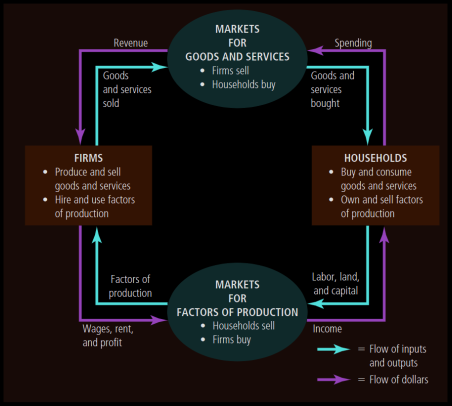 MARKETS
FOR
GOODS AND SERVICES
• Firms sell
• Households buy
Revenue
Spending
Goods
and services
sold
Goods and
services
bought
FIRMS
• Produce and sell
goods and services
• Hire and use factors
of production
HOUSEHOLDS
• Buy and consume
goods and services
• Own and sell factors
of production
Factors of
production
Labor, land,
and capital
MARKETS
FOR
FACTORS OF PRODUCTION
• Households sell
• Firms buy
Wages, rent,
and profit
Income
= Flow of inputs
and outputs
= Flow of dollars